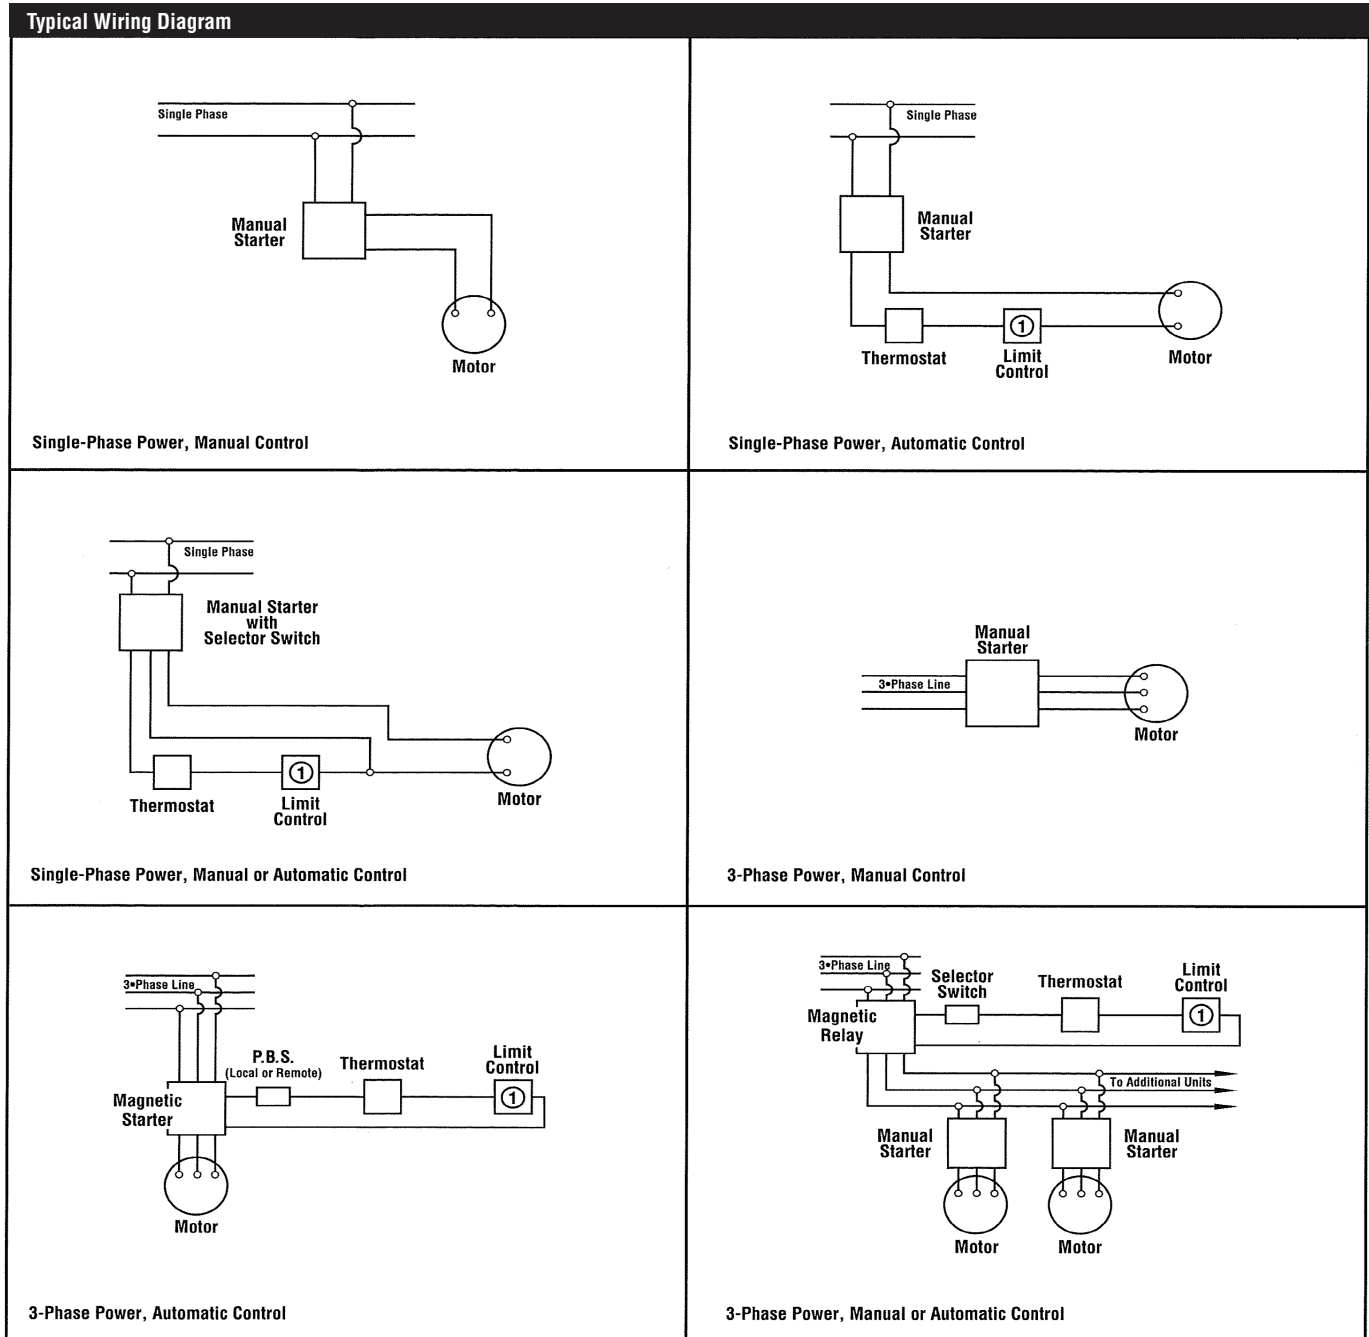 Typical Wiring Diagram
Single Phase
Manual
Starter
Motor
Single-Phase Power, Manual Control
Single Phase
Manual
Starter
Thermostat
①
Limit
Control
Motor
Single-Phase Power, Automatic Control
Single Phase
Manual Starter
with
Selector Switch
Thermostat
①
Limit
Control
Motor
Single-Phase Power, Manual or Automatic Control
Manual
Starter
3•Phase Line
Motor
3-Phase Power, Manual Control
3•Phase Line
Magnetic
Starter
P.B.S.
(Local or Remote)
Thermostat
Limit
Control
①
Motor
3-Phase Power, Automatic Control
3•Phase Line
Magnetic
Relay
Selector
Switch
Thermostat
Limit
Control
①
To Additional Units
Manual
Starter
Manual
Starter
Motor
Motor
3-Phase Power, Manual or Automatic Control